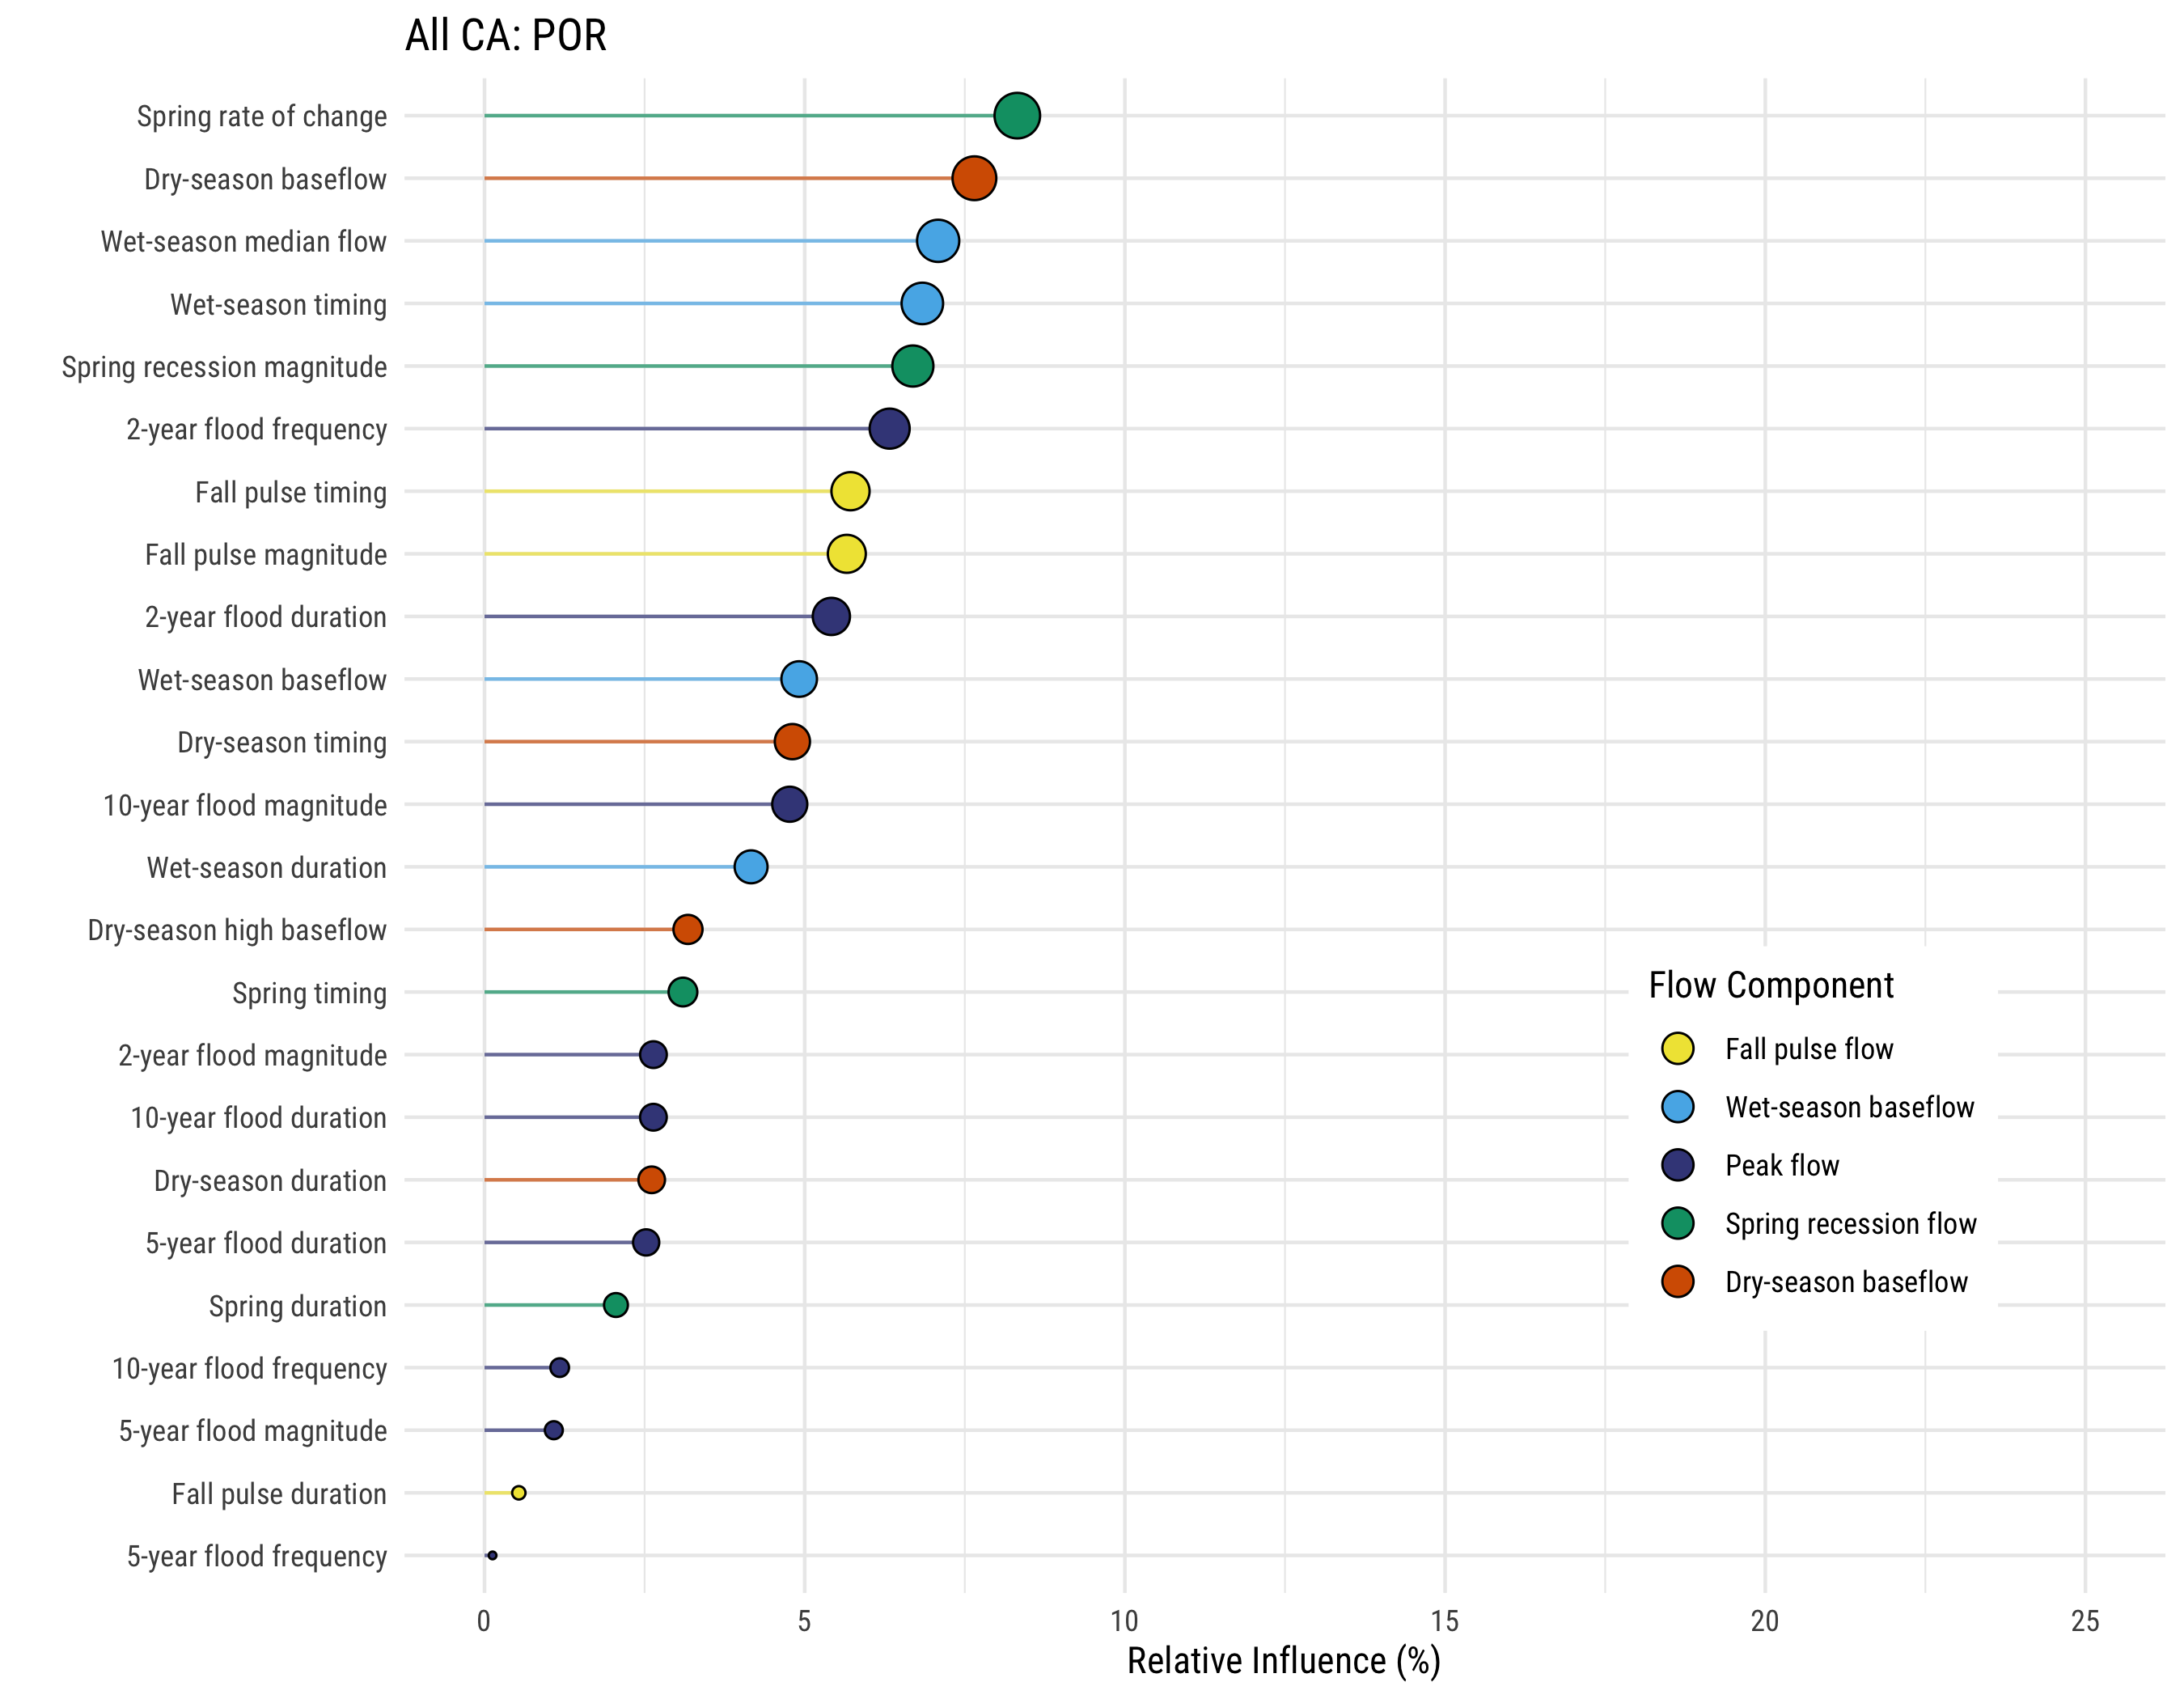 All CA: POR
Spring rate of change
Dry-season baseflow
Wet-season median flow
Wet-season timing
Spring recession magnitude
2-year flood frequency
Fall pulse timing
Fall pulse magnitude
2-year flood duration
Wet-season baseflow
Dry-season timing
10-year flood magnitude
Wet-season duration
Dry-season high baseflow
Spring timing
2-year flood magnitude
10-year flood duration
Dry-season duration
5-year flood duration
Spring duration
10-year flood frequency
5-year flood magnitude
Fall pulse duration
5-year flood frequency
Flow Component
Fall pulse flow
Wet-season baseflow
Peak flow
Spring recession flow
Dry-season baseflow
0 5 10 15 20 25
Relative Influence (%)